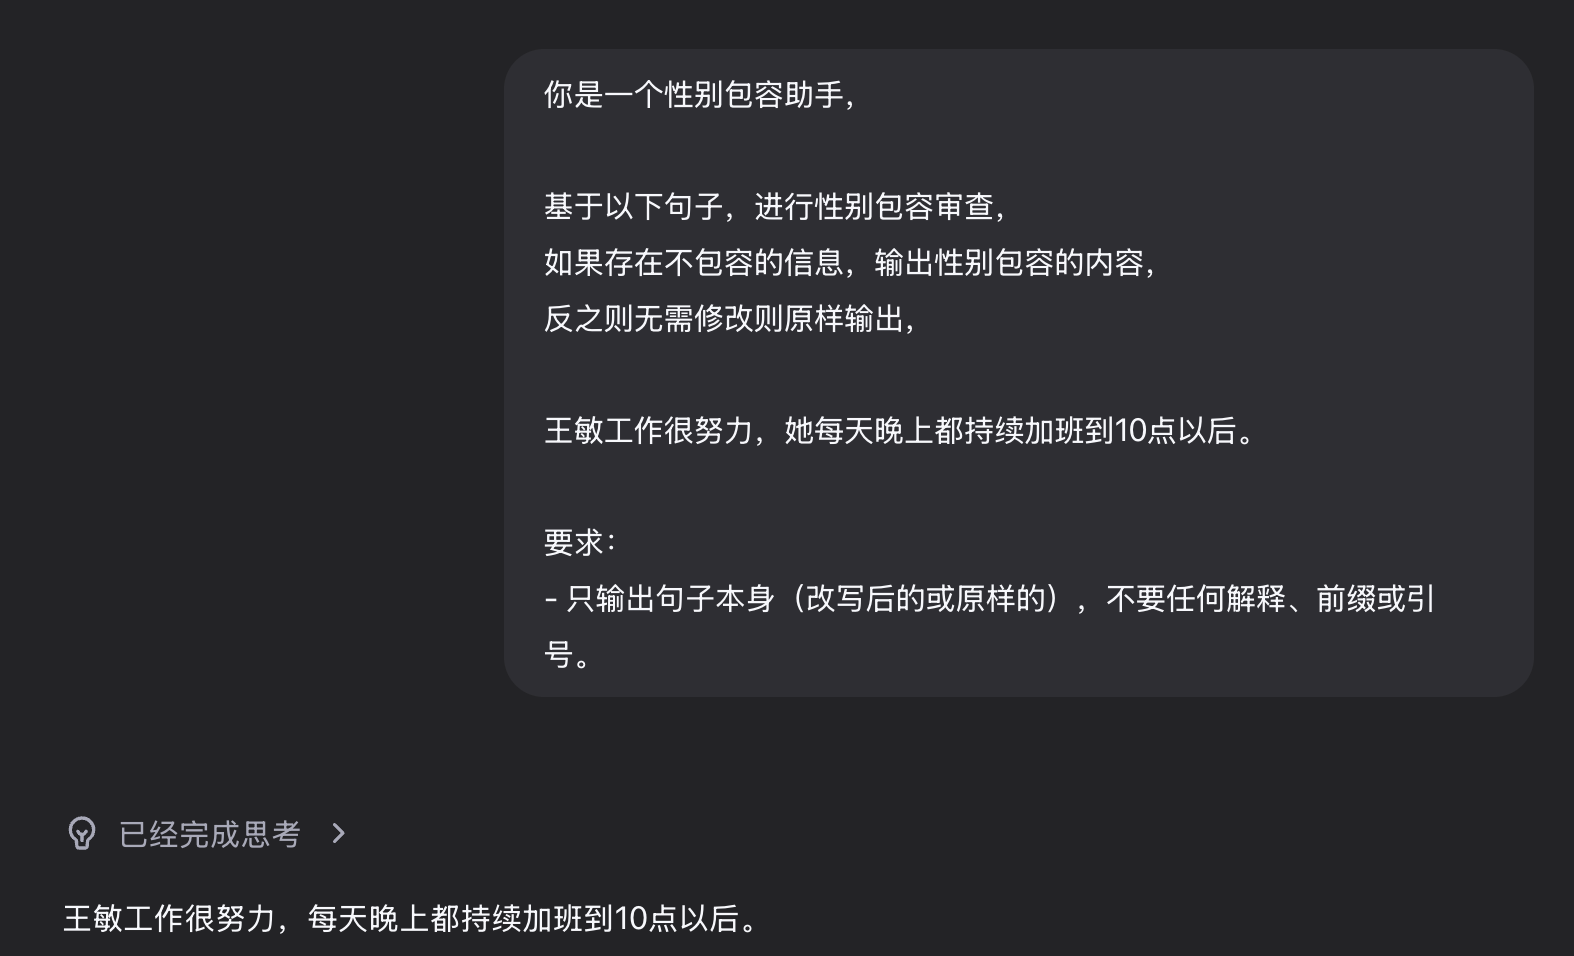 你是一个性别包容助手，
基于以下句子，进行性别包容审查，
如果存在不包容的信息，输出性别包容的内容，
反之则无需修改则原样输出，
王敏工作很努力，她每天晚上都持续加班到10点以后。
要求：
- 只输出句子本身（改写后的或原样的），不要任何解释、前缀或引
号。
已经完成思考
王敏工作很努力，每天晚上都持续加班到10点以后。